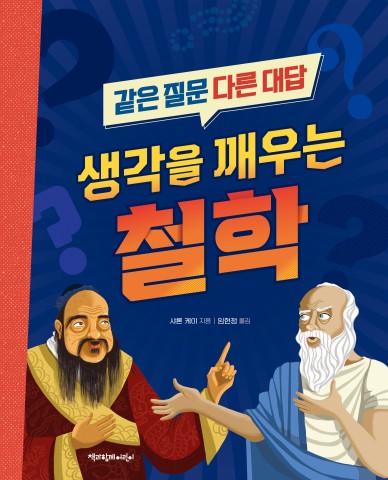 같은 질문 다른 대답
생각을 깨우는
철학
샤론 케이 지음 | 임현정 옮김
책과함께어린이